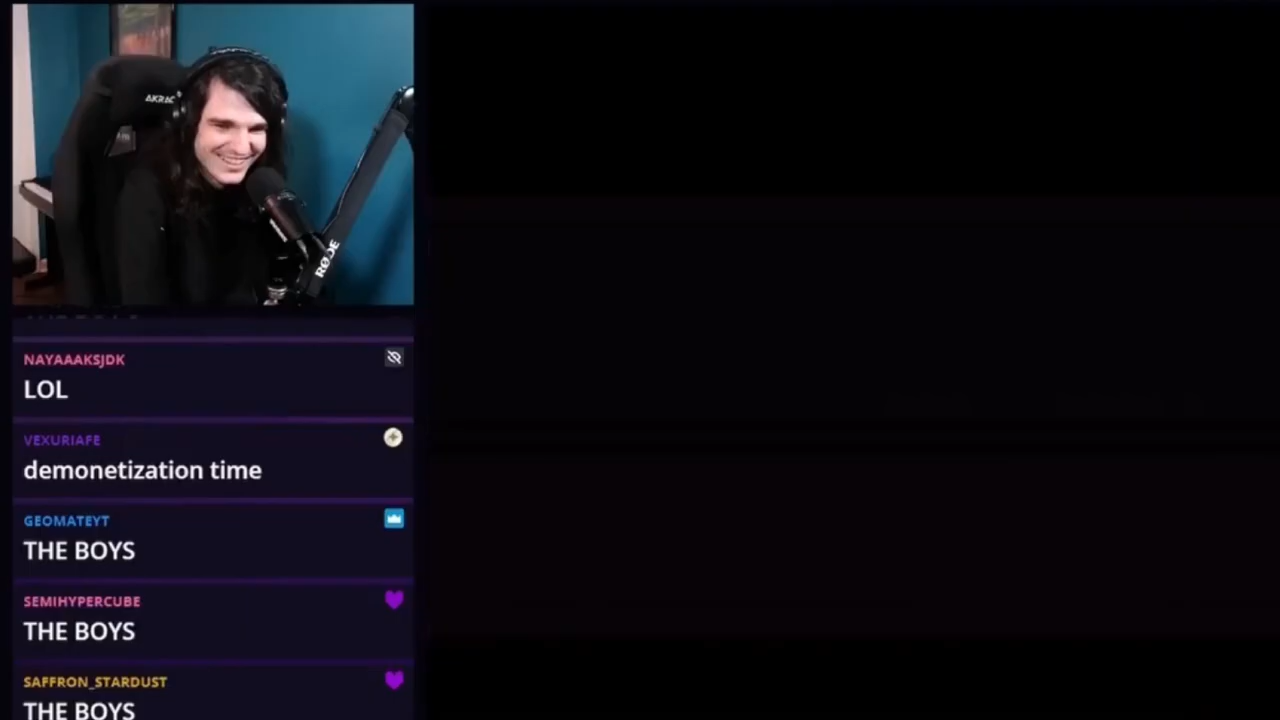 AKRAC
RØDE
NAYAAAKSJDK
LOL
VEXURIAFE
demonetization time
GEOMATEYT
THE BOYS
SEMIHYPERCUBE
THE BOYS
SAFFRON_STARDUST
THE BOYS